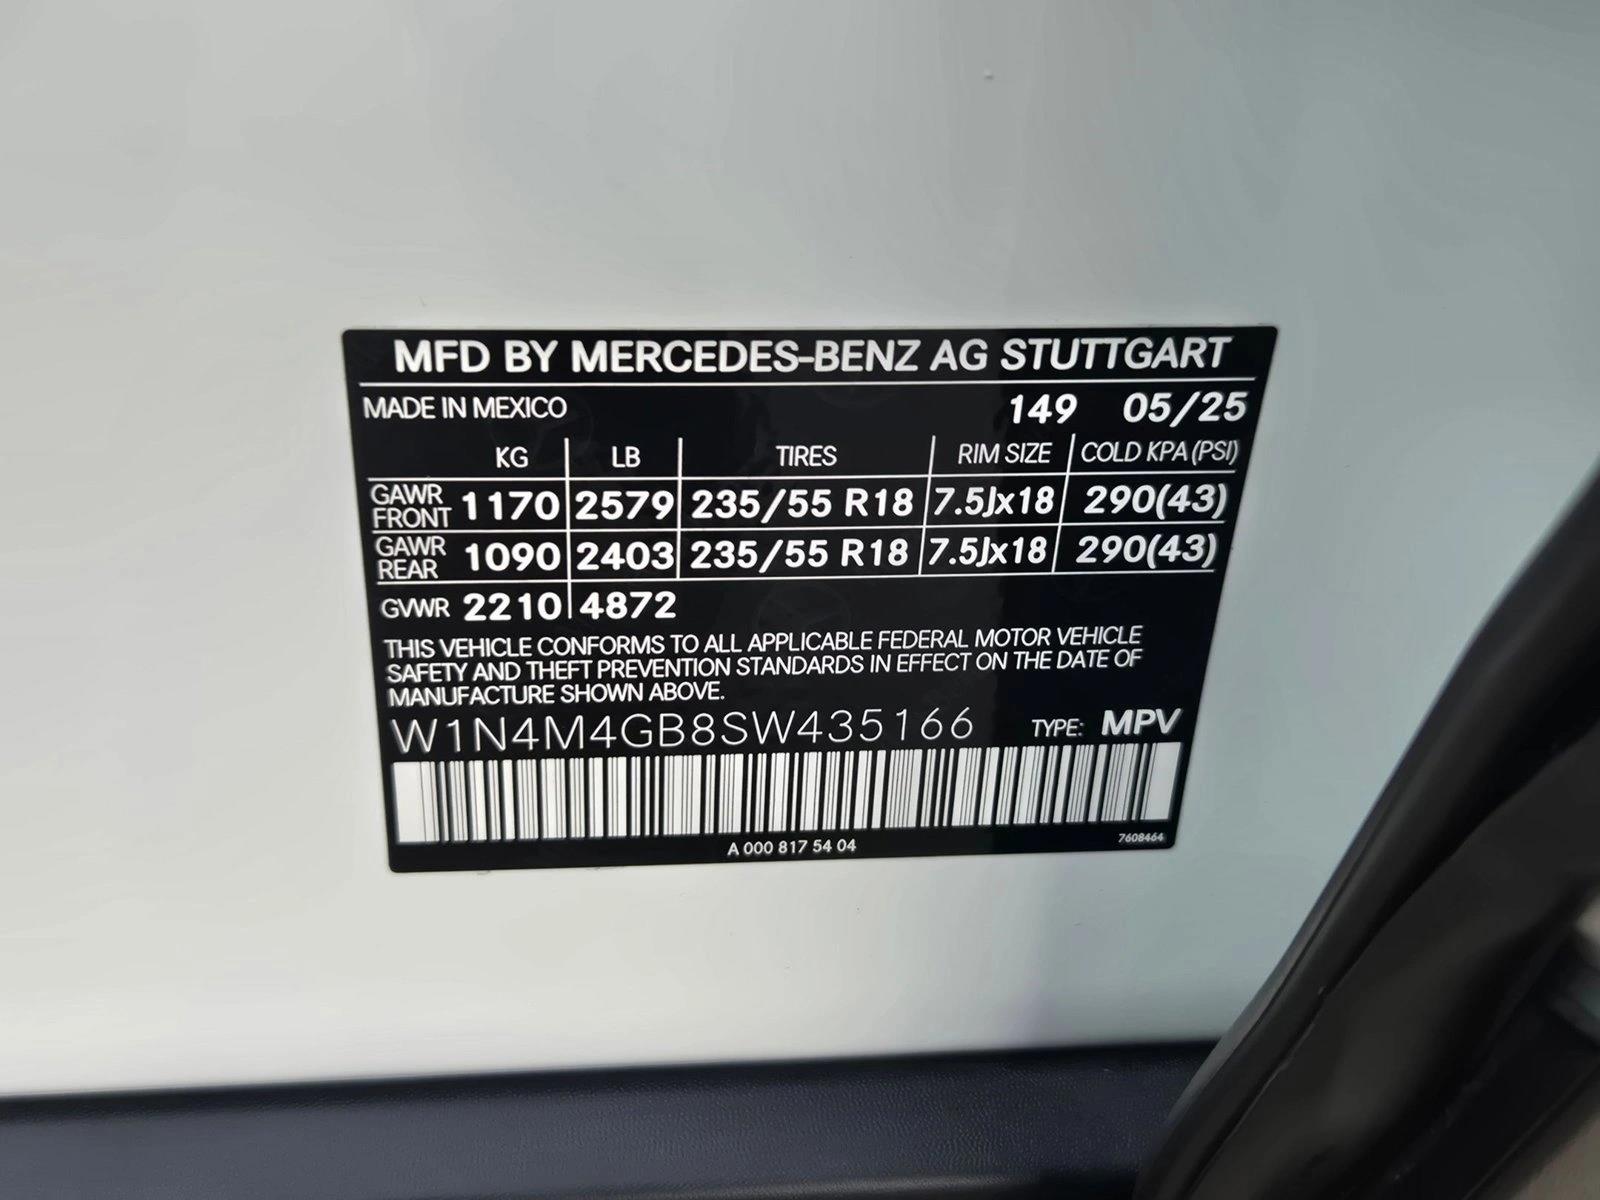 MFD BY MERCEDES-BENZ AG STUTTGART
MADE IN MEXICO 149 05/25
KG LB TIRES RIM SIZE COLD KPA (PSI)
GAWR FRONT 1170 2579 235/55 R18 7.5Jx18 290(43)
GAWR REAR 1090 2403 235/55 R18 7.5Jx18 290(43)
GVWR 2210 4872
THIS VEHICLE CONFORMS TO ALL APPLICABLE FEDERAL MOTOR VEHICLE
SAFETY AND THEFT PREVENTION STANDARDS IN EFFECT ON THE DATE OF
MANUFACTURE SHOWN ABOVE.
W1N4M4GB8SW435166 TYPE: MPV
A 000 817 54 04 7608464